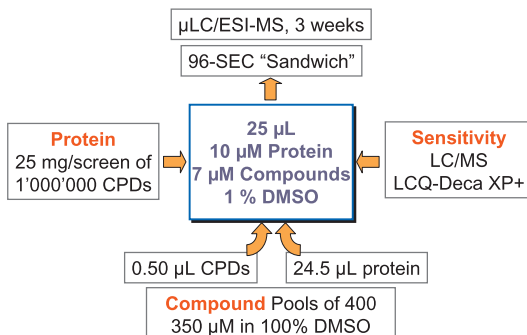 µLC/ESI-MS, 3 weeks
96-SEC “Sandwich”
Protein
25 mg/screen of
1’000’000 CPDs
25 µL
10 µM Protein
7 µM Compounds
1 % DMSO
Sensitivity
LC/MS
LCQ-Deca XP+
0.50 µL CPDs
24.5 µL protein
Compound Pools of 400
350 µM in 100% DMSO